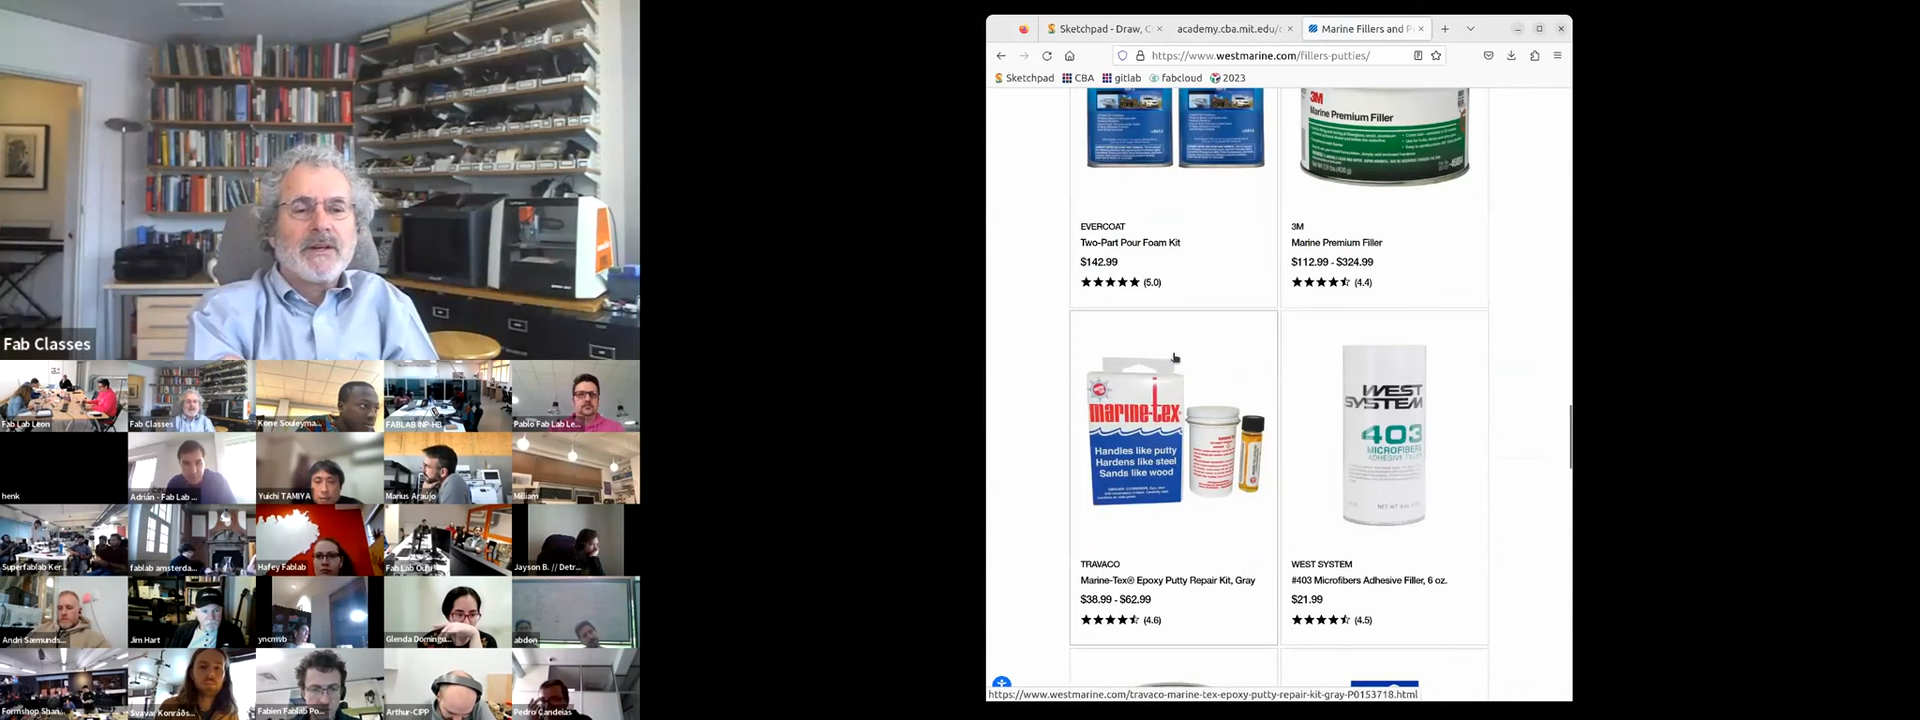 Fab Classes
Fab Lab Leon
Fab Classes
Kone Souleyma...
FABLAB INP-HB
Pablo Fab Lab Le...
henk
Adrián - Fab Lab ...
Yuichi TAMIYA
Marius Araújo
Milliam
Superfablab Ker...
fablab amsterda...
Hafey Fablab
Fab Lab Oulu
Jayson B. // Detr...
Andri Sæmunds...
Jim Hart
yncmvb
Glenda Domingu...
abdon
Formshop Shan...
Svavar Konráðs...
Fabien Fablab Po...
Arthur-CIPP
Pedro Candeias
Sketchpad - Draw, C
academy.cba.mit.edu/c
Marine Fillers and P
https://www.westmarine.com/fillers-putties/
Sketchpad CBA gitlab fabcloud 2023
3M
Marine Premium Filler
EVERCOAT
Two-Part Pour Foam Kit
$142.99
(5.0)
3M
Marine Premium Filler
$112.99 - $324.99
(4.4)
marine-tex
Handles like putty
Hardens like steel
Sands like wood
WEST
SYSTEM
403
MICROFIBERS
ADHESIVE FILLER
TRAVACO
Marine-Tex® Epoxy Putty Repair Kit, Gray
$38.99 - $62.99
(4.6)
WEST SYSTEM
#403 Microfibers Adhesive Filler, 6 oz.
$21.99
(4.5)
https://www.westmarine.com/travaco-marine-tex-epoxy-putty-repair-kit-gray-P0153718.html